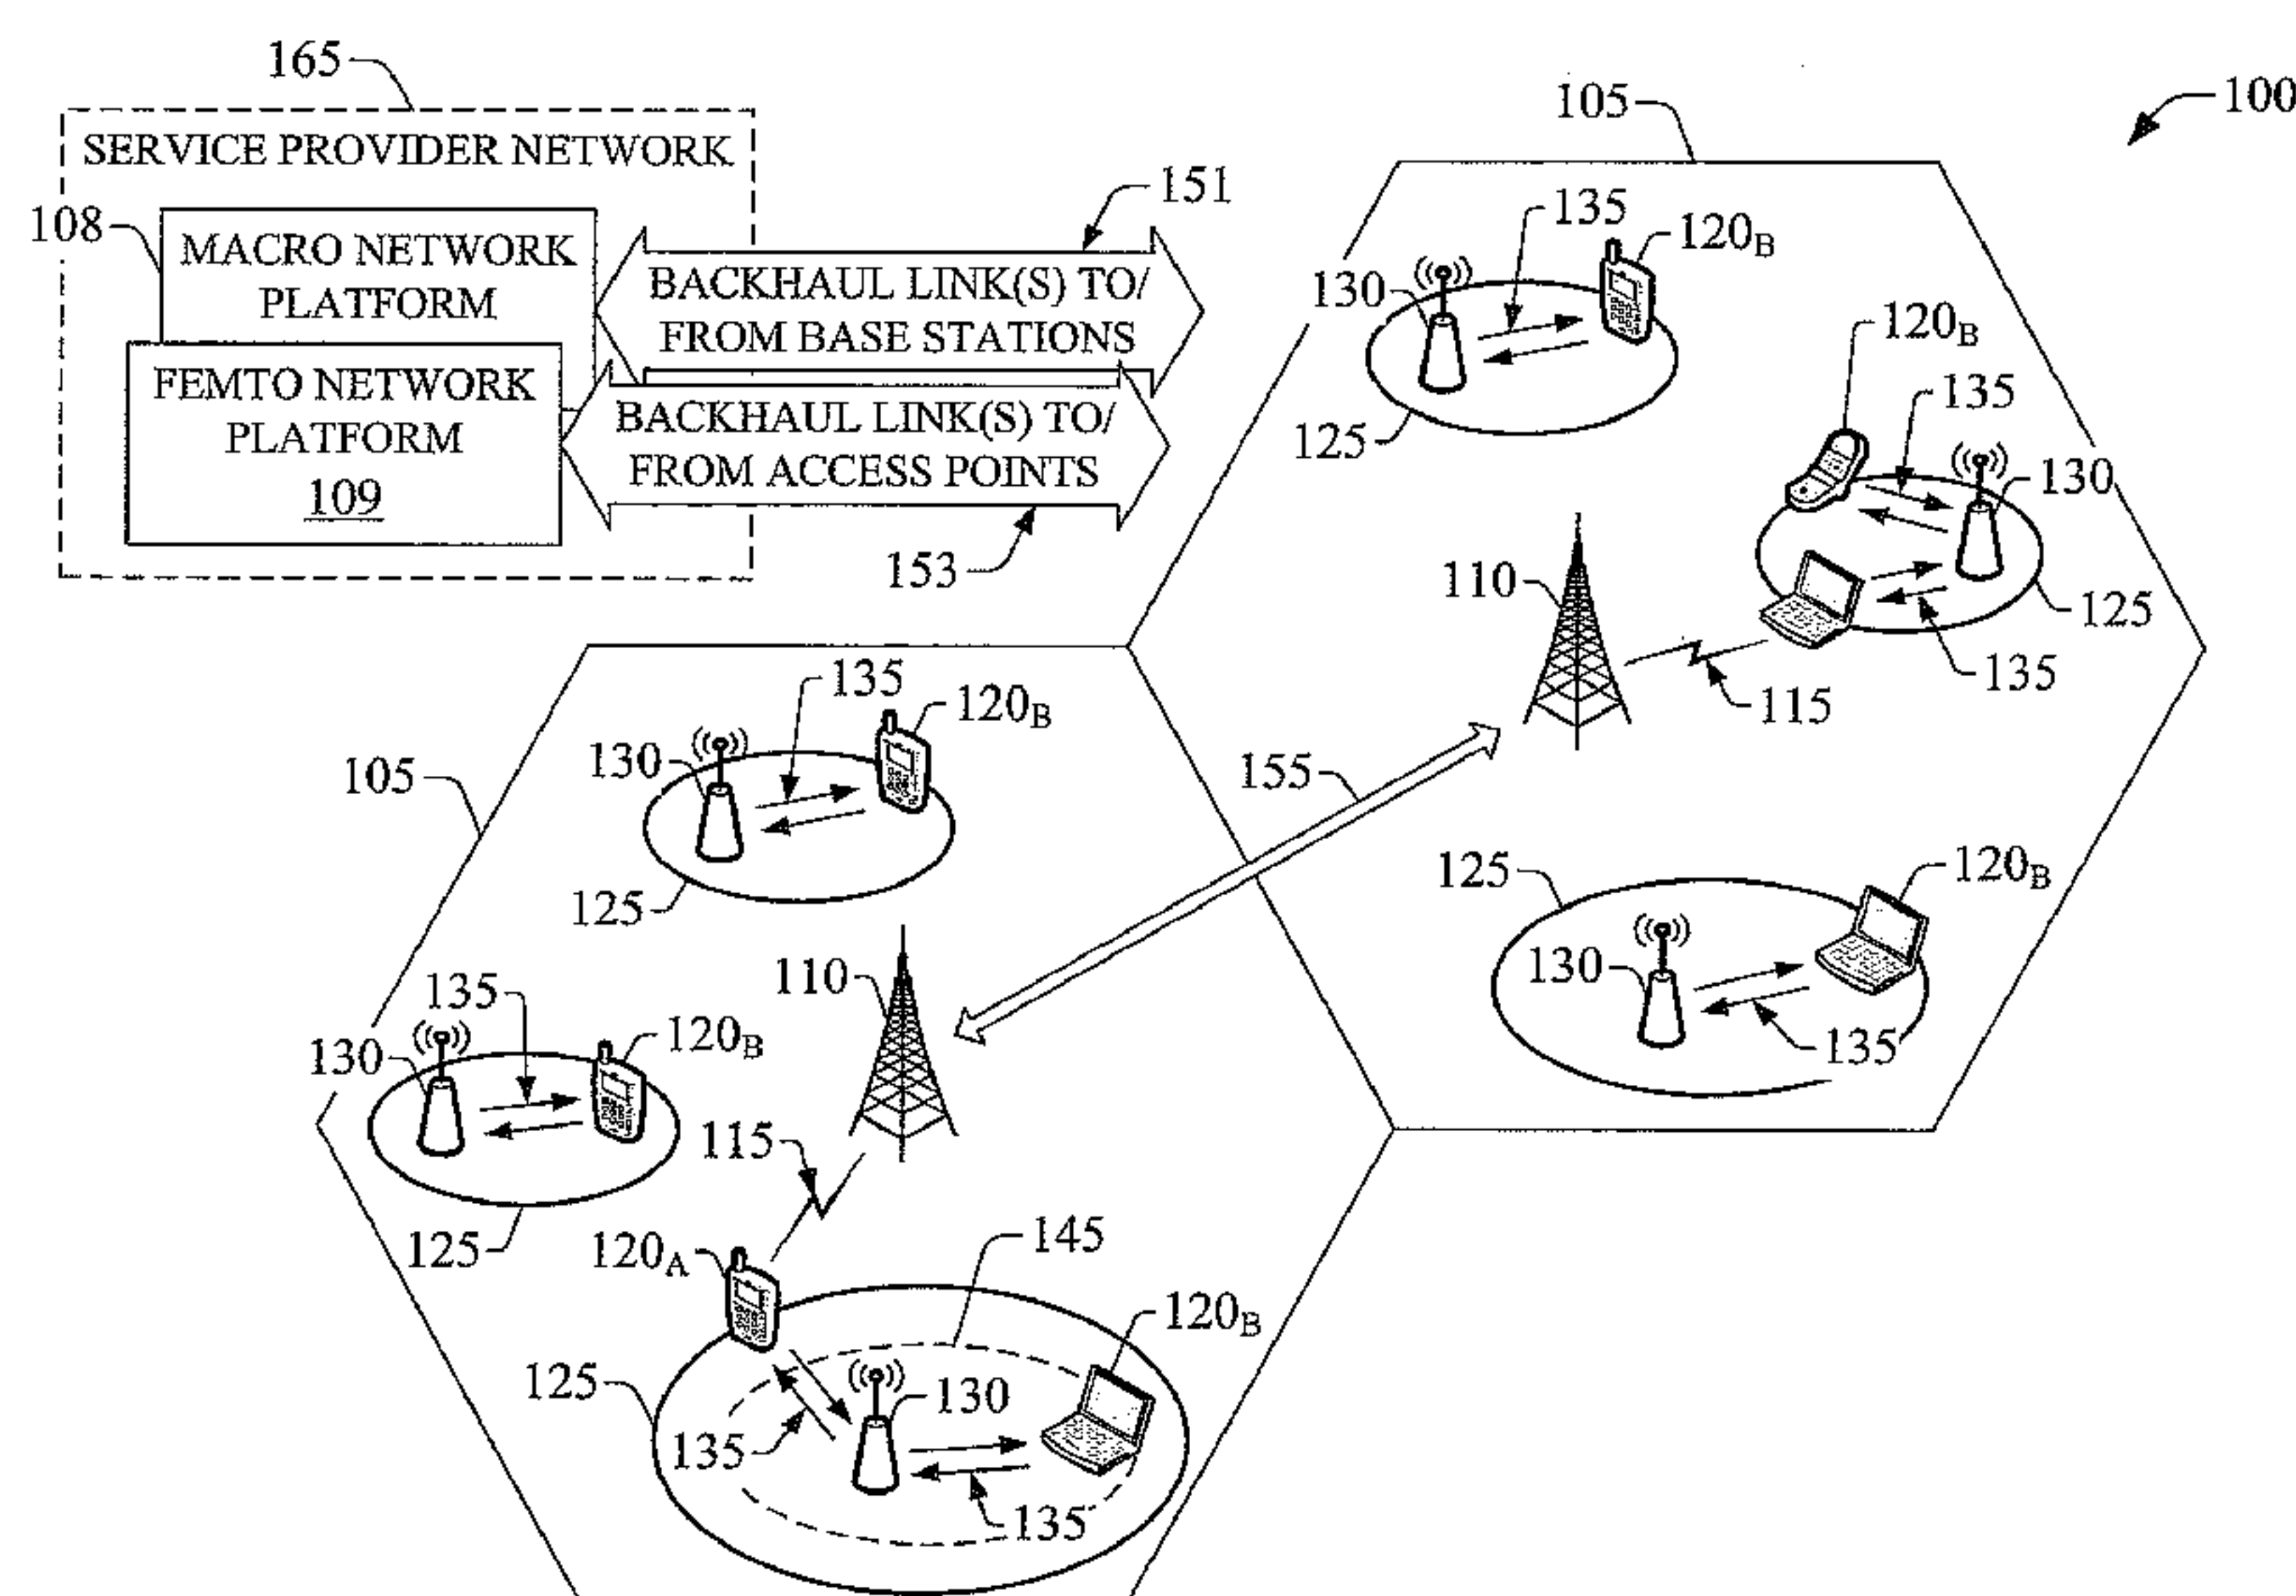 165
105
100
SERVICE PROVIDER NETWORK
151
135
120B
108
MACRO NETWORK
PLATFORM
BACKHAUL LINK(S) TO/
FROM BASE STATIONS
130
120B
FEMTO NETWORK
PLATFORM
109
BACKHAUL LINK(S) TO/
FROM ACCESS POINTS
135
125
130
153
110
125
135
115
135
120B
130
105
155
125
120B
125
110
130
135
135
120B
130
115
125
120A
145
120B
125
130
135
135